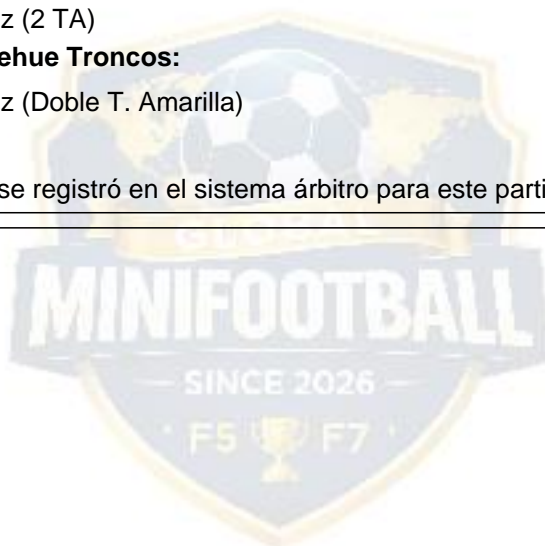 z (2 TA)
ehue Troncos:
z (Doble T. Amarilla)
se registró en el sistema árbitro para este parti
GLOBAL
MINIFOOTBALL
SINCE 2026
F5 F7